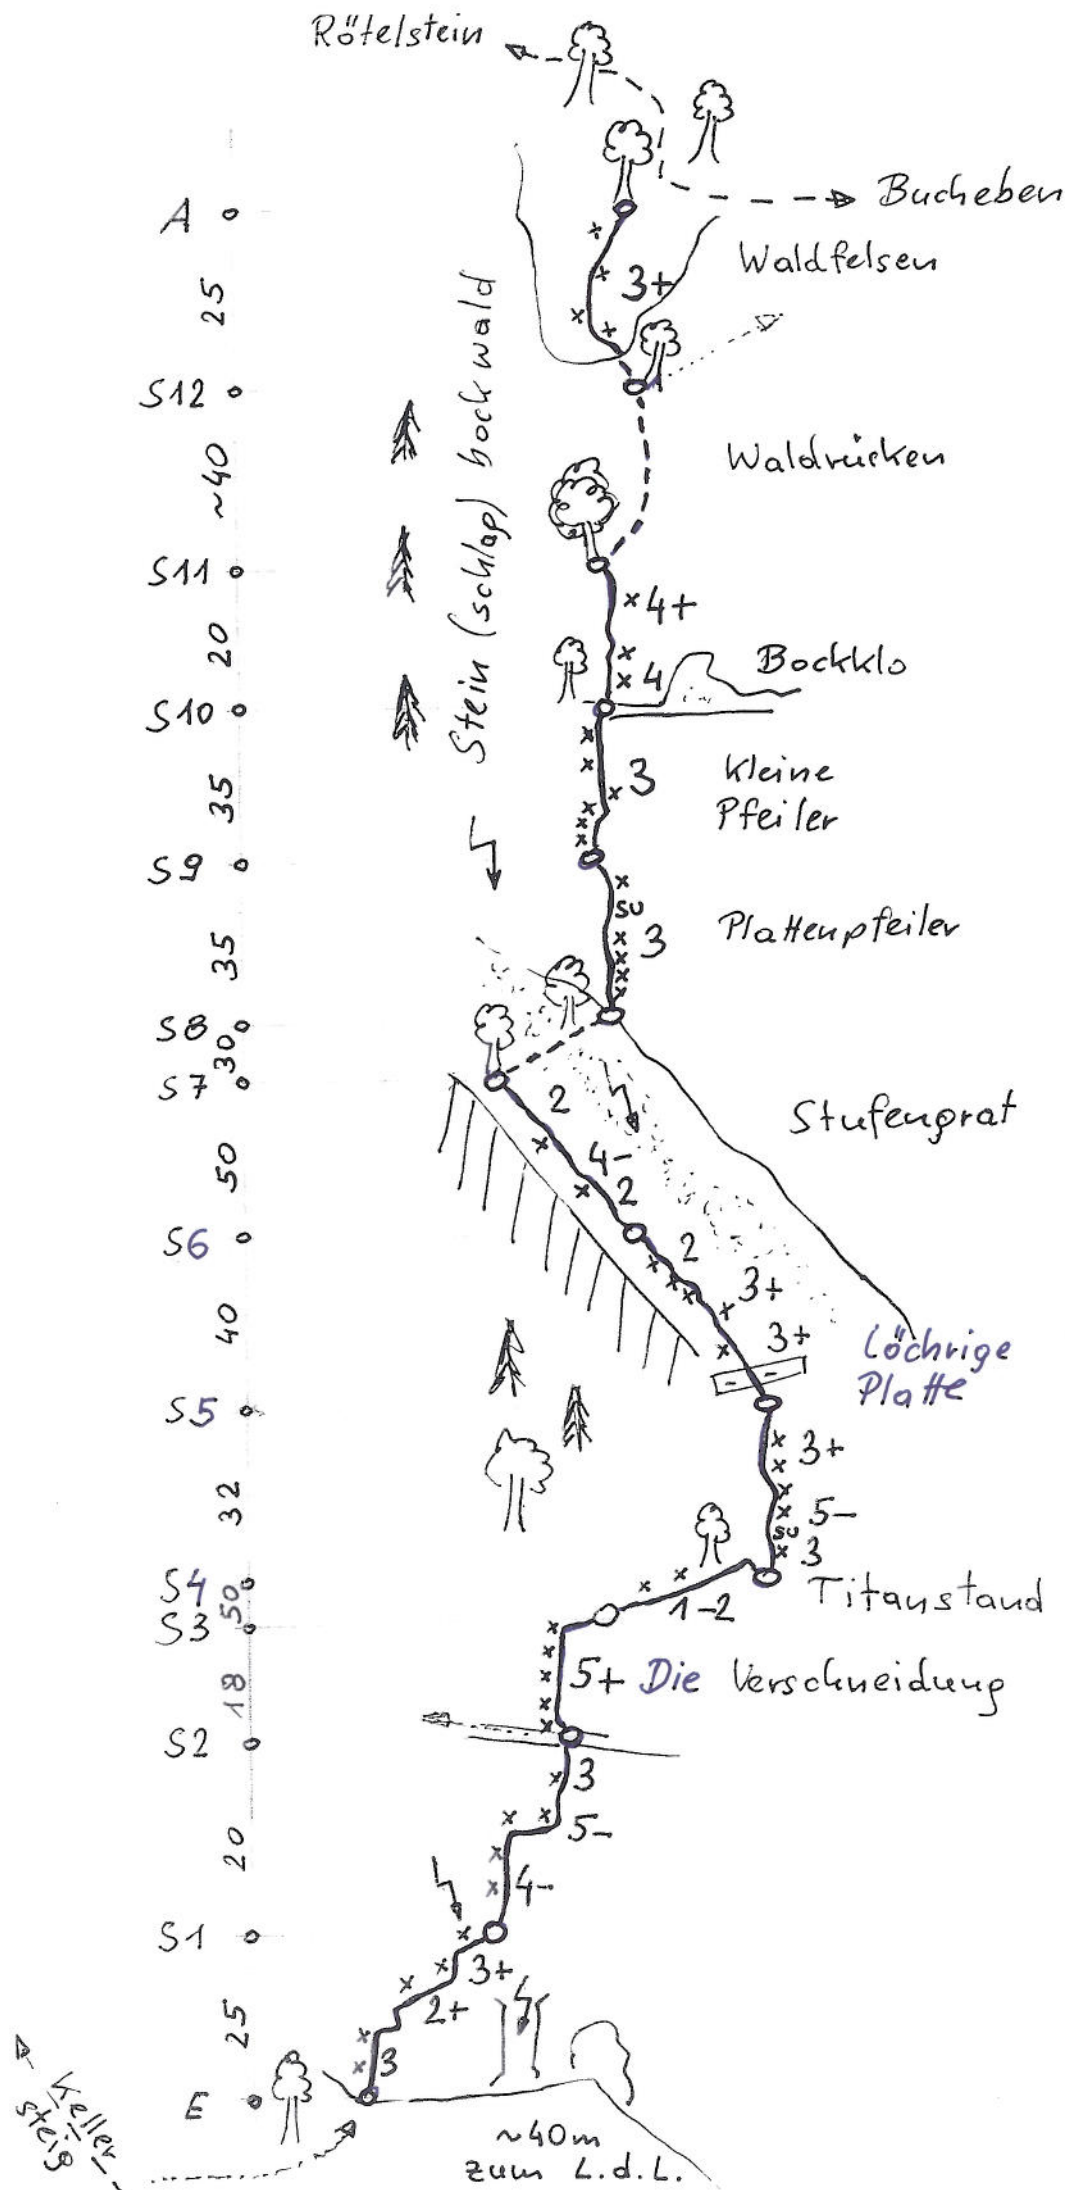 Rötelstein
Bucheben
A
Waldfelsen
3+
25
Stein (schlag) bockwald
S12
~40
Waldrücken
S11
4+
20
Bockklo
4
S10
3
Kleine
Pfeiler
35
S9
SU
3
Plattenpfeiler
35
S8
30
S7
2
Stufengrat
4-
50
2
S6
2
3+
40
3+
Löchrige
Platte
S5
3+
32
5-
SU
3
S4
Titanstand
50
1-2
S3
5+ Die Verschneidung
18
S2
3
5-
20
4-
S1
3+
2+
25
3
E
Keller
steig
~40m
zum L.d.L.